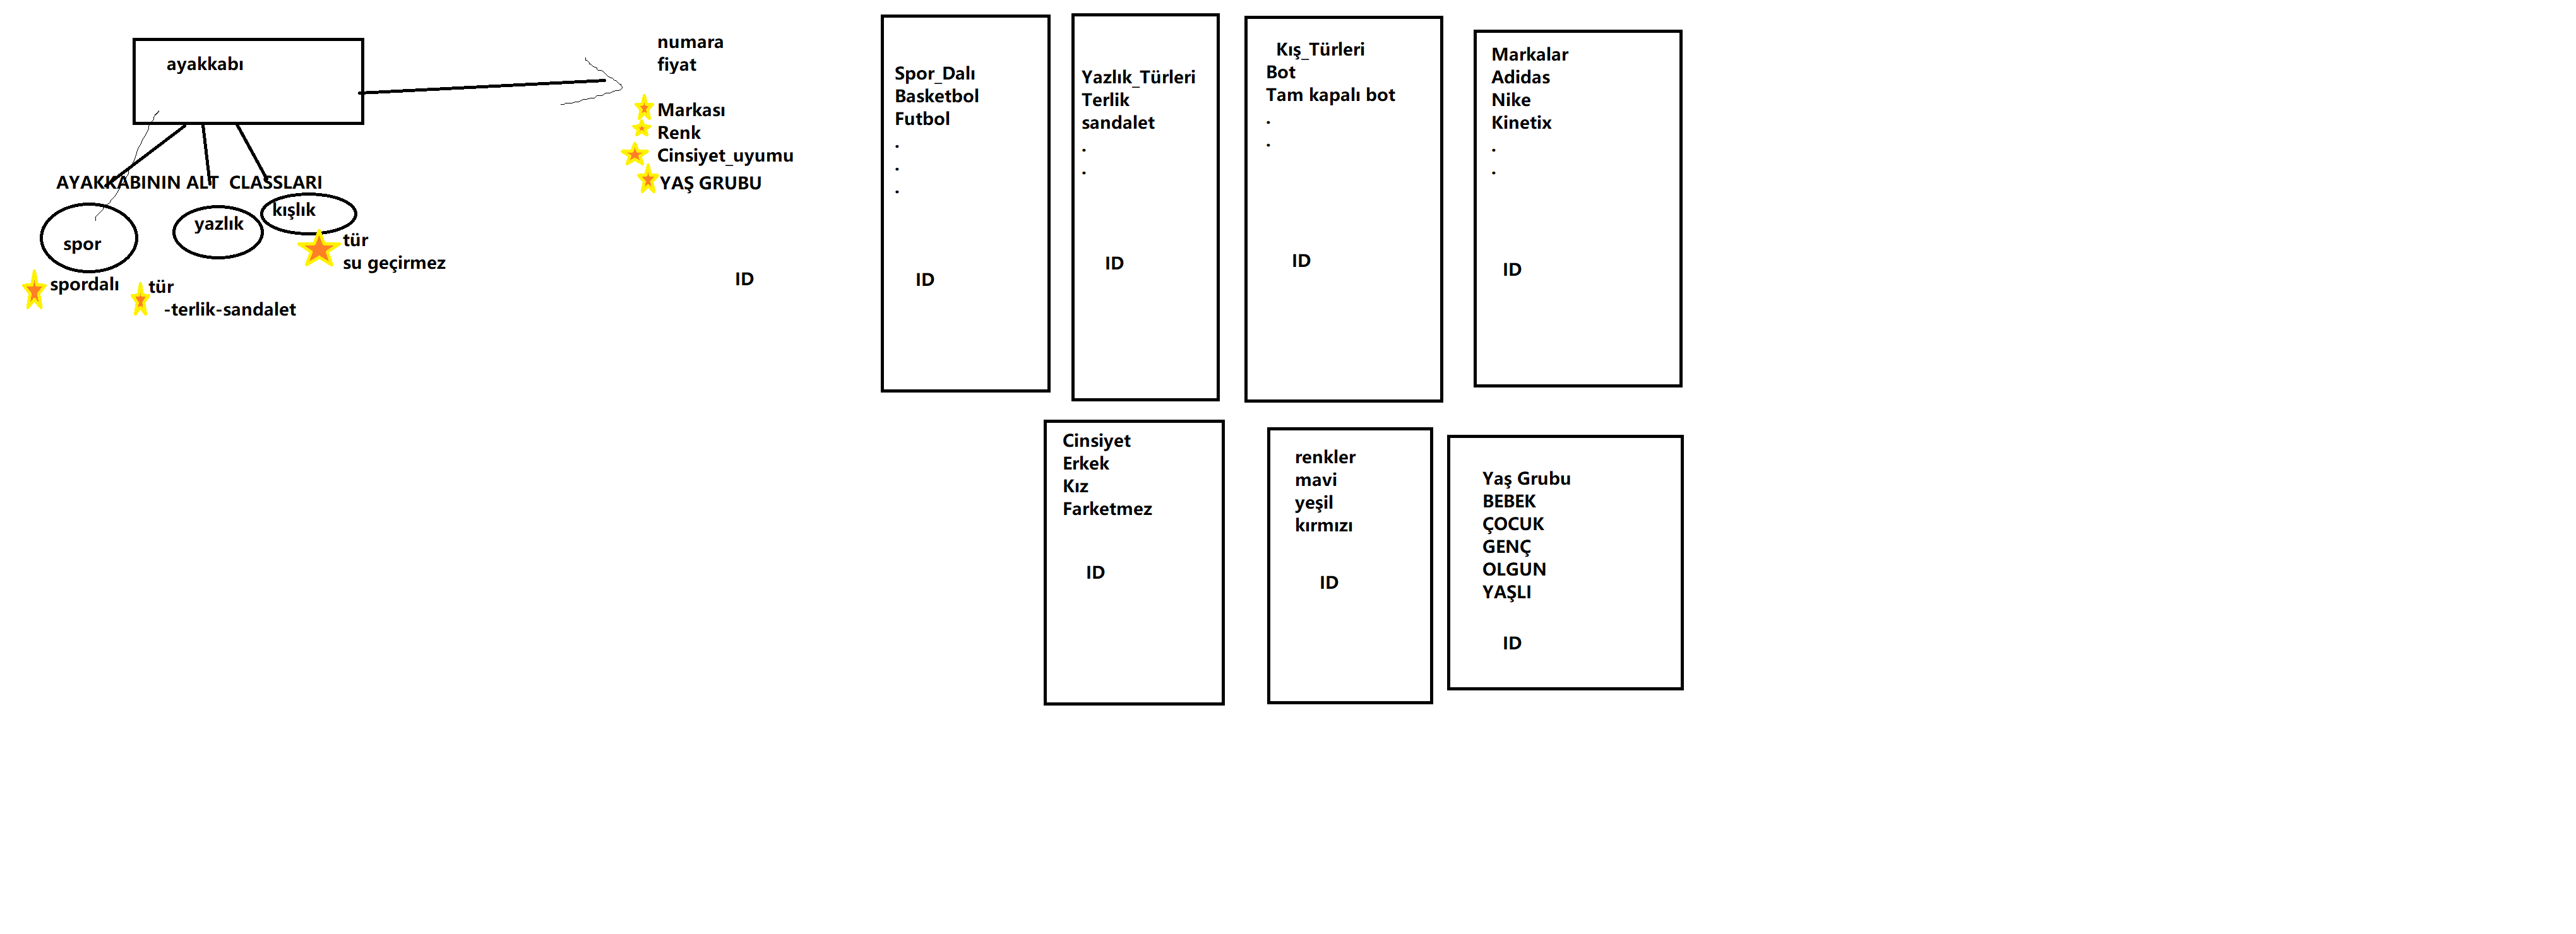 ayakkabı
AYAKKABININ ALT  CLASSLARI
spor
yazlık
kışlık
spordalı
tür
-terlik-sandalet
tür
su geçirmez
numara
fiyat
Markası
Renk
Cinsiyet_uyumu
YAŞ GRUBU
ID
Spor_Dalı
Basketbol
Futbol
.
.
.
ID
Yazlık_Türleri
Terlik
sandalet
.
.
ID
Kış_Türleri
Bot
Tam kapalı bot
.
.
ID
Markalar
Adidas
Nike
Kinetix
.
.
ID
Cinsiyet
Erkek
Kız
Farketmez
ID
renkler
mavi
yeşil
kırmızı
ID
Yaş Grubu
BEBEK
ÇOCUK
GENÇ
OLGUN
YAŞLI
ID